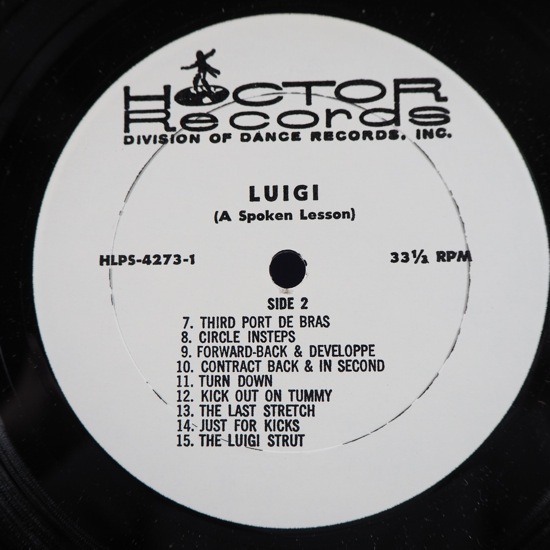 HOCTOR
Records
DIVISION OF DANCE RECORDS, INC.
LUIGI
(A Spoken Lesson)
HLPS-4273-1 33⅓ RPM
SIDE 2
7. THIRD PORT DE BRAS
8. CIRCLE INSTEPS
9. FORWARD-BACK & DEVELOPPE
10. CONTRACT BACK & IN SECOND
11. TURN DOWN
12. KICK OUT ON TUMMY
13. THE LAST STRETCH
14. JUST FOR KICKS
15. THE LUIGI STRUT